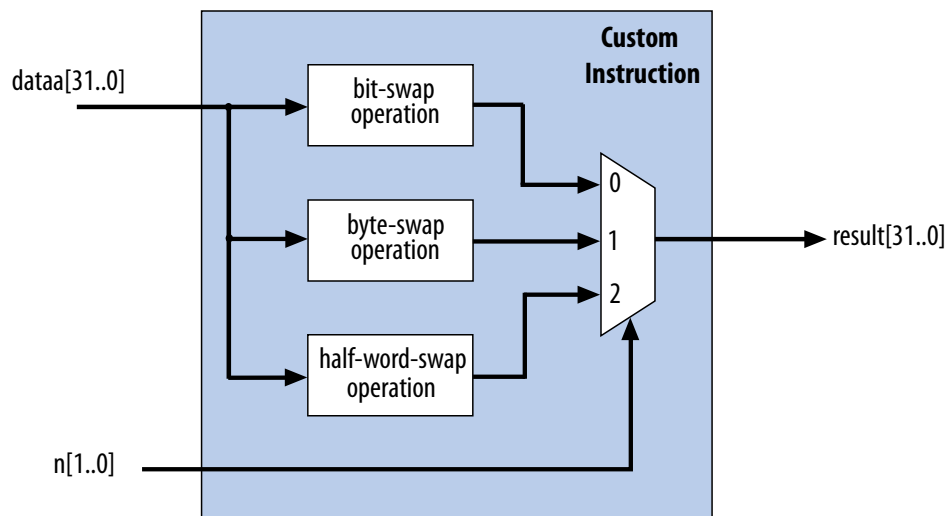 Custom
Instruction
dataa[31..0]
bit-swap
operation
0
byte-swap
operation
1
result[31..0]
2
half-word-swap
operation
n[1..0]